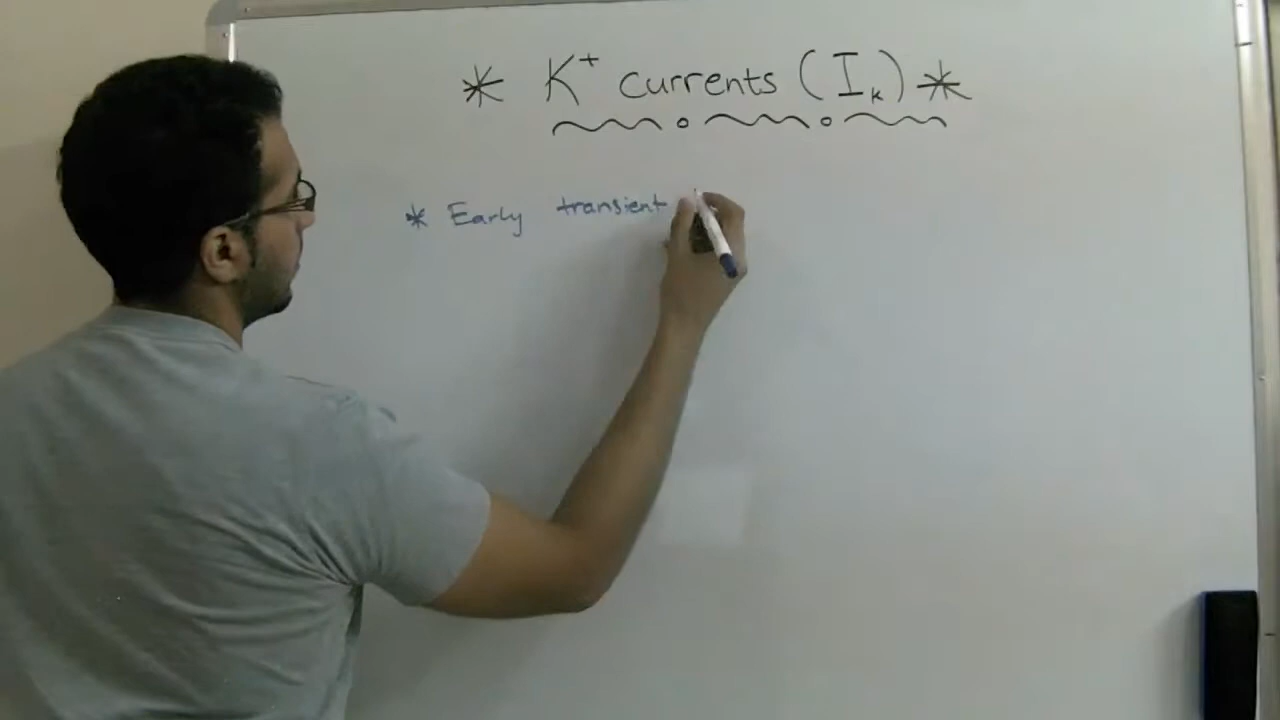 * K⁺ currents (Iₖ) *
* Early transient